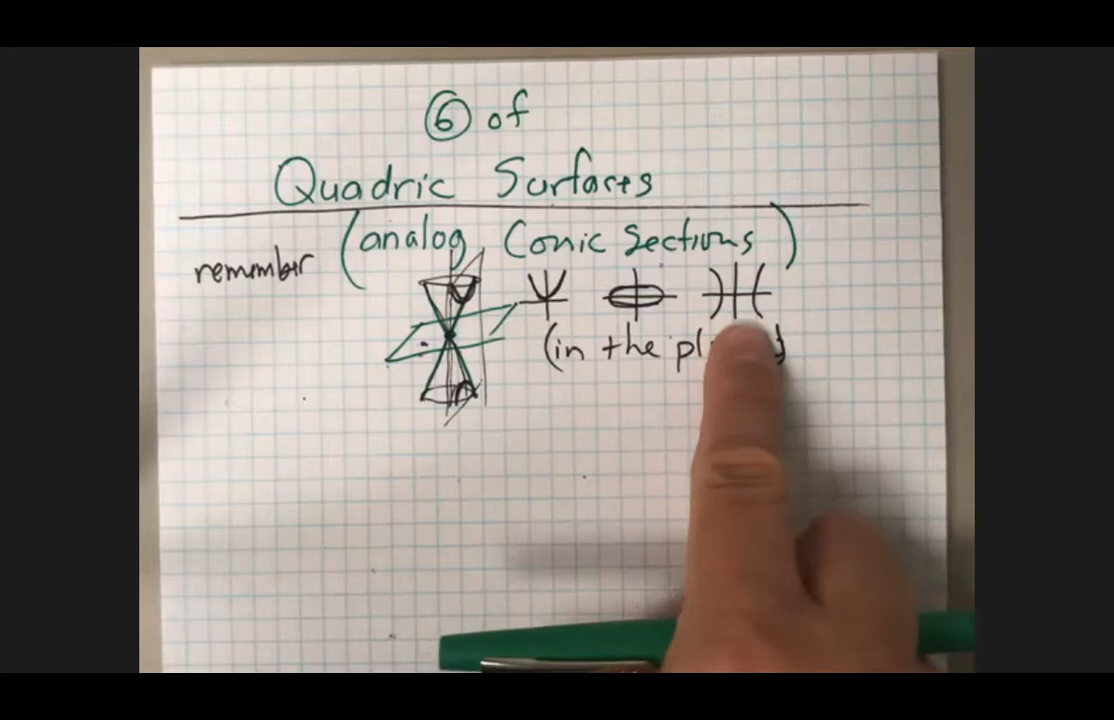 ⑥ of
Quadric Surfaces
(analog, Conic Sections)
remember
(in the pl